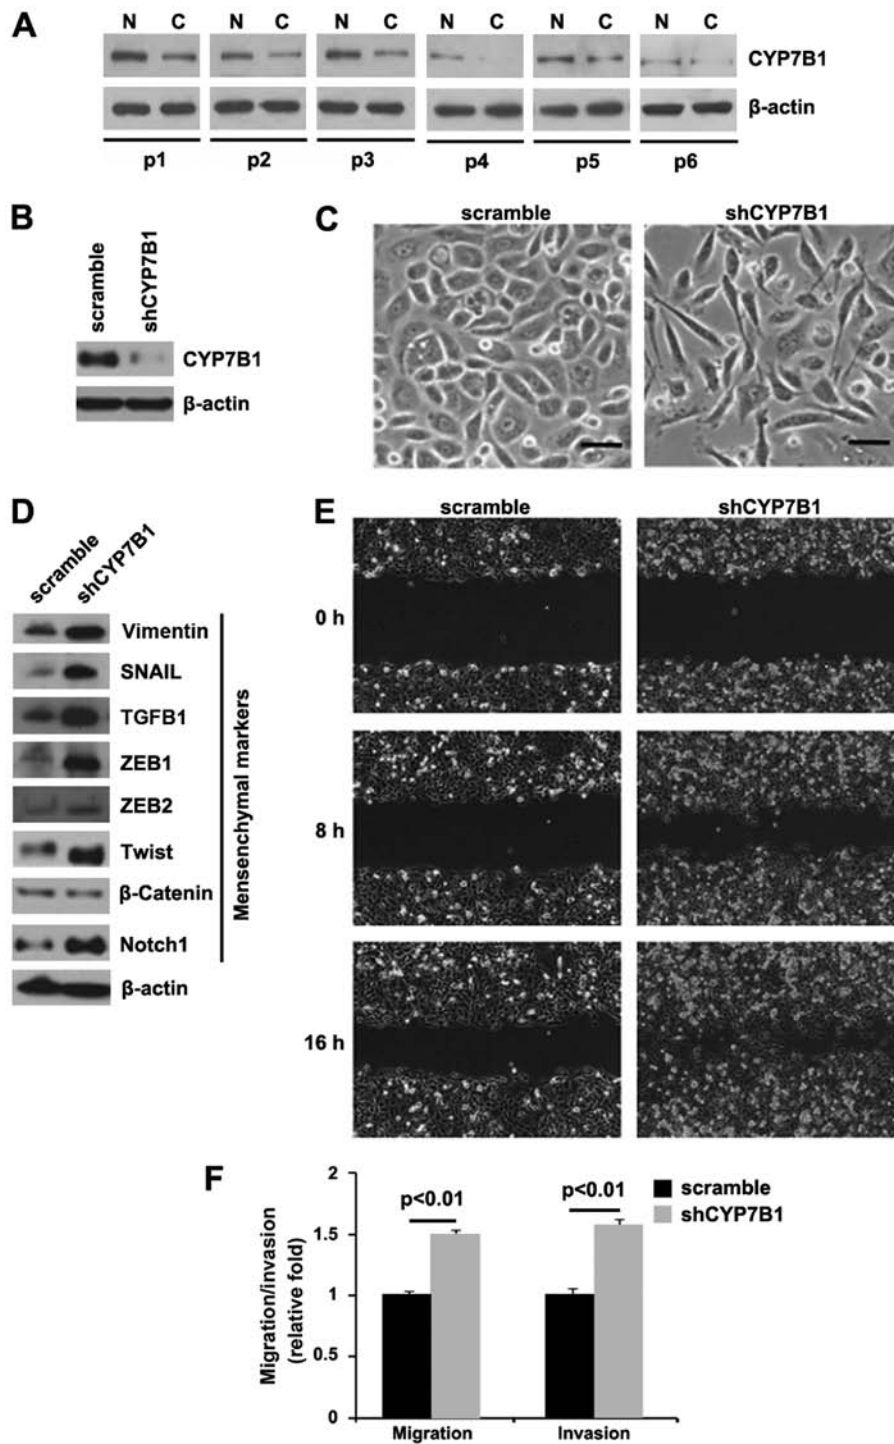 A
N C N C N C N C N C N C
CYP7B1
β-actin
p1 p2 p3 p4 p5 p6
B
scramble
shCYP7B1
CYP7B1
β-actin
C
scramble shCYP7B1
D
scramble
shCYP7B1
Vimentin
SNAIL
TGFB1
ZEB1
ZEB2
Twist
β-Catenin
Notch1
β-actin
Mensenchymal markers
E
scramble shCYP7B1
0 h
8 h
16 h
F
Migration/invasion
(relative fold)
2
1.5
1
0.5
0
p<0.01 p<0.01
scramble
shCYP7B1
Migration Invasion